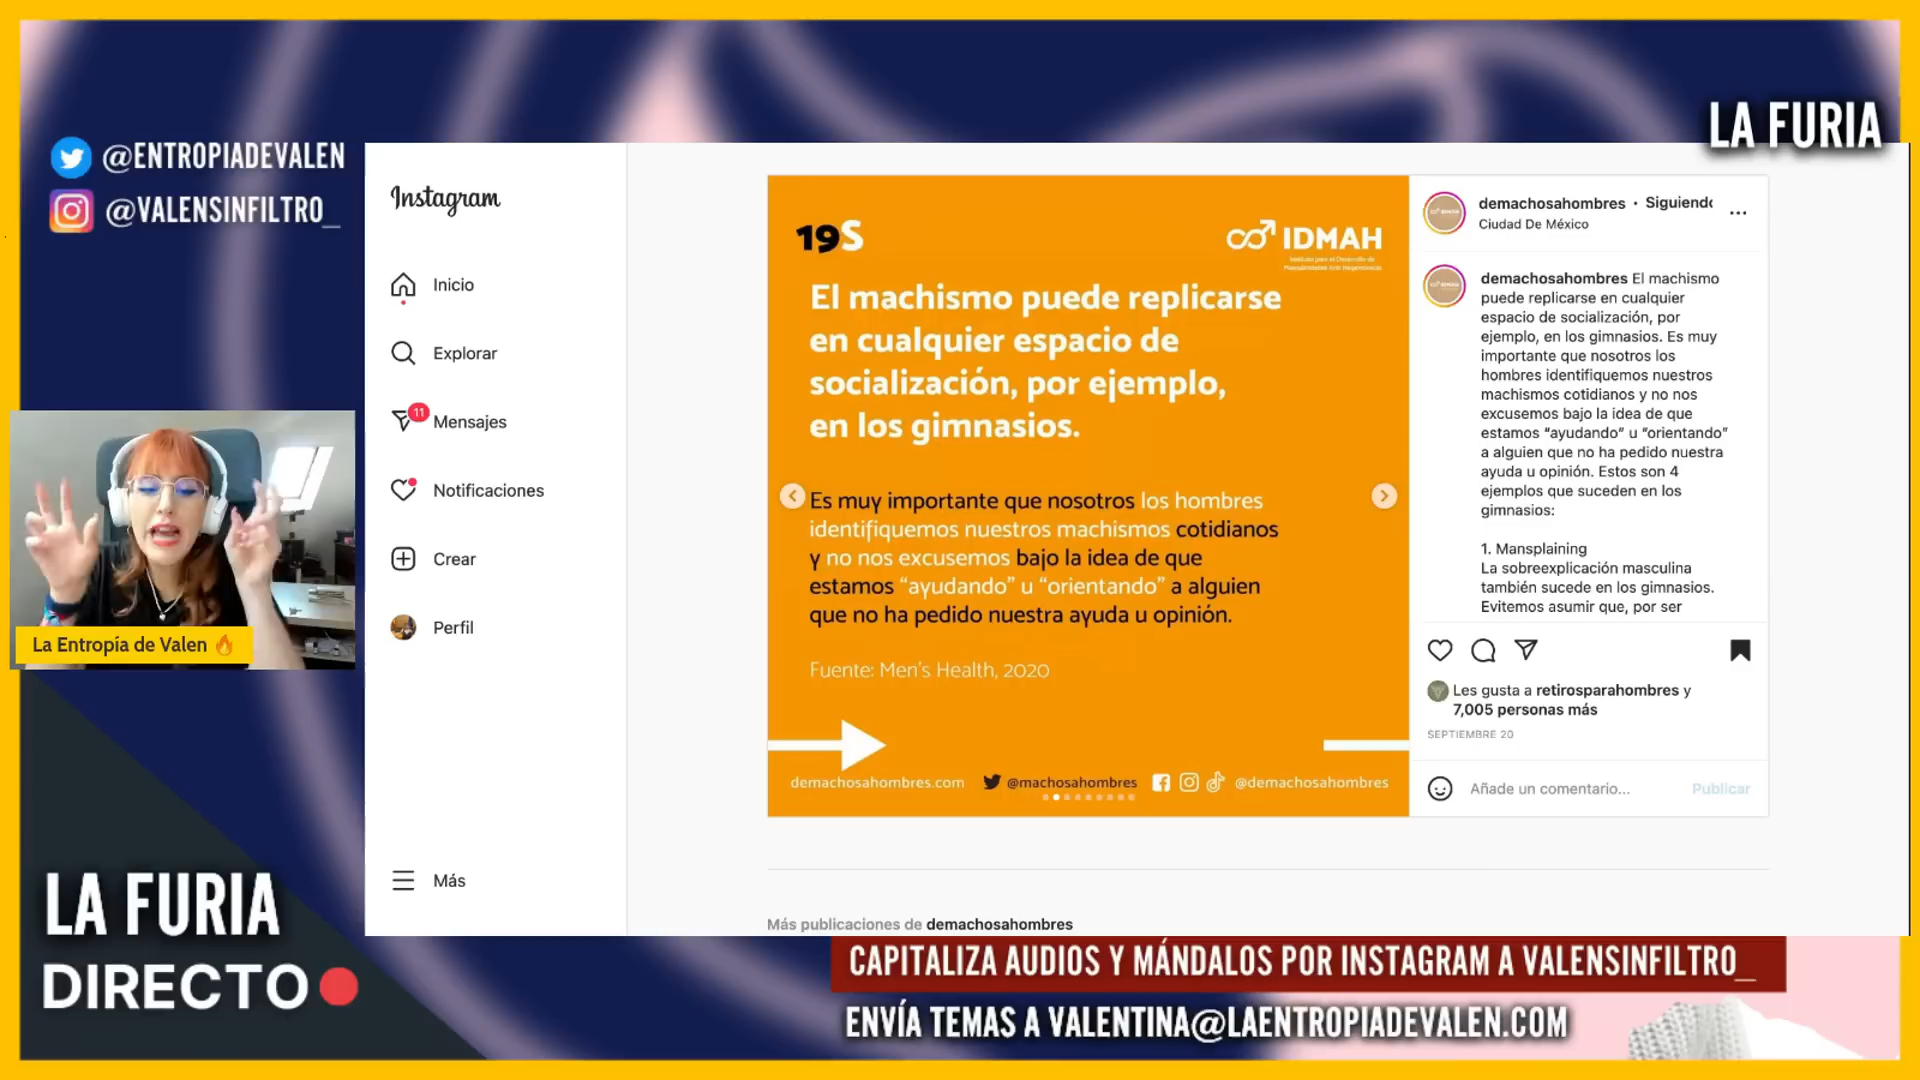 LA FURIA
@ENTROPIADEVALEN
@VALENSINFILTRO_
La Entropía de Valen
LA FURIA
DIRECTO
Instagram
Inicio
Explorar
11
Mensajes
Notificaciones
Crear
Perfil
Más
19S
IDMAH
Instituto para el Desarrollo de
Masculinidades Anti Hegemónicas
El machismo puede replicarse
en cualquier espacio de
socialización, por ejemplo,
en los gimnasios.
Es muy importante que nosotros los hombres
identifiquemos nuestros machismos cotidianos
y no nos excusemos bajo la idea de que
estamos “ayudando” u “orientando” a alguien
que no ha pedido nuestra ayuda u opinión.
Fuente: Men’s Health, 2020
demachosahombres.com @machosahombres @demachosahombres
demachosahombres • Siguiendo
Ciudad De México
demachosahombres El machismo
puede replicarse en cualquier
espacio de socialización, por
ejemplo, en los gimnasios. Es muy
importante que nosotros los
hombres identifiquemos nuestros
machismos cotidianos y no nos
excusemos bajo la idea de que
estamos “ayudando” u “orientando”
a alguien que no ha pedido nuestra
ayuda u opinión. Estos son 4
ejemplos que suceden en los
gimnasios:
1. Mansplaining
La sobreexplicación masculina
también sucede en los gimnasios.
Evitemos asumir que, por ser
Les gusta a retirosparahombres y
7,005 personas más
SEPTIEMBRE 20
Añade un comentario... Publicar
Más publicaciones de demachosahombres
CAPITALIZA AUDIOS Y MÁNDALOS POR INSTAGRAM A VALENSINFILTRO_
ENVÍA TEMAS A VALENTINA@LAENTROPIADEVALEN.COM